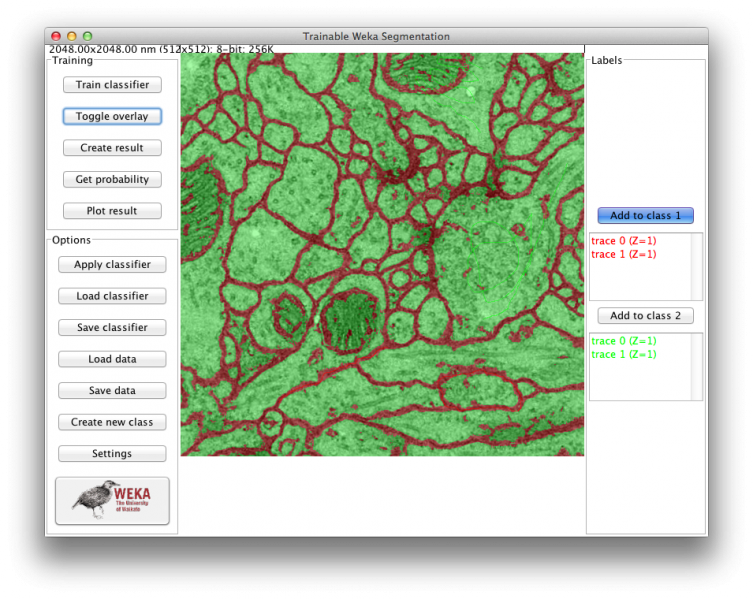 Trainable Weka Segmentation
2048.00x2048.00 nm (512x512); 8-bit; 256K
Training
Train classifier
Toggle overlay
Create result
Get probability
Plot result
Options
Apply classifier
Load classifier
Save classifier
Load data
Save data
Create new class
Settings
WEKA
The University
of Waikato
Labels
Add to class 1
trace 0 (Z=1)
trace 1 (Z=1)
Add to class 2
trace 0 (Z=1)
trace 1 (Z=1)